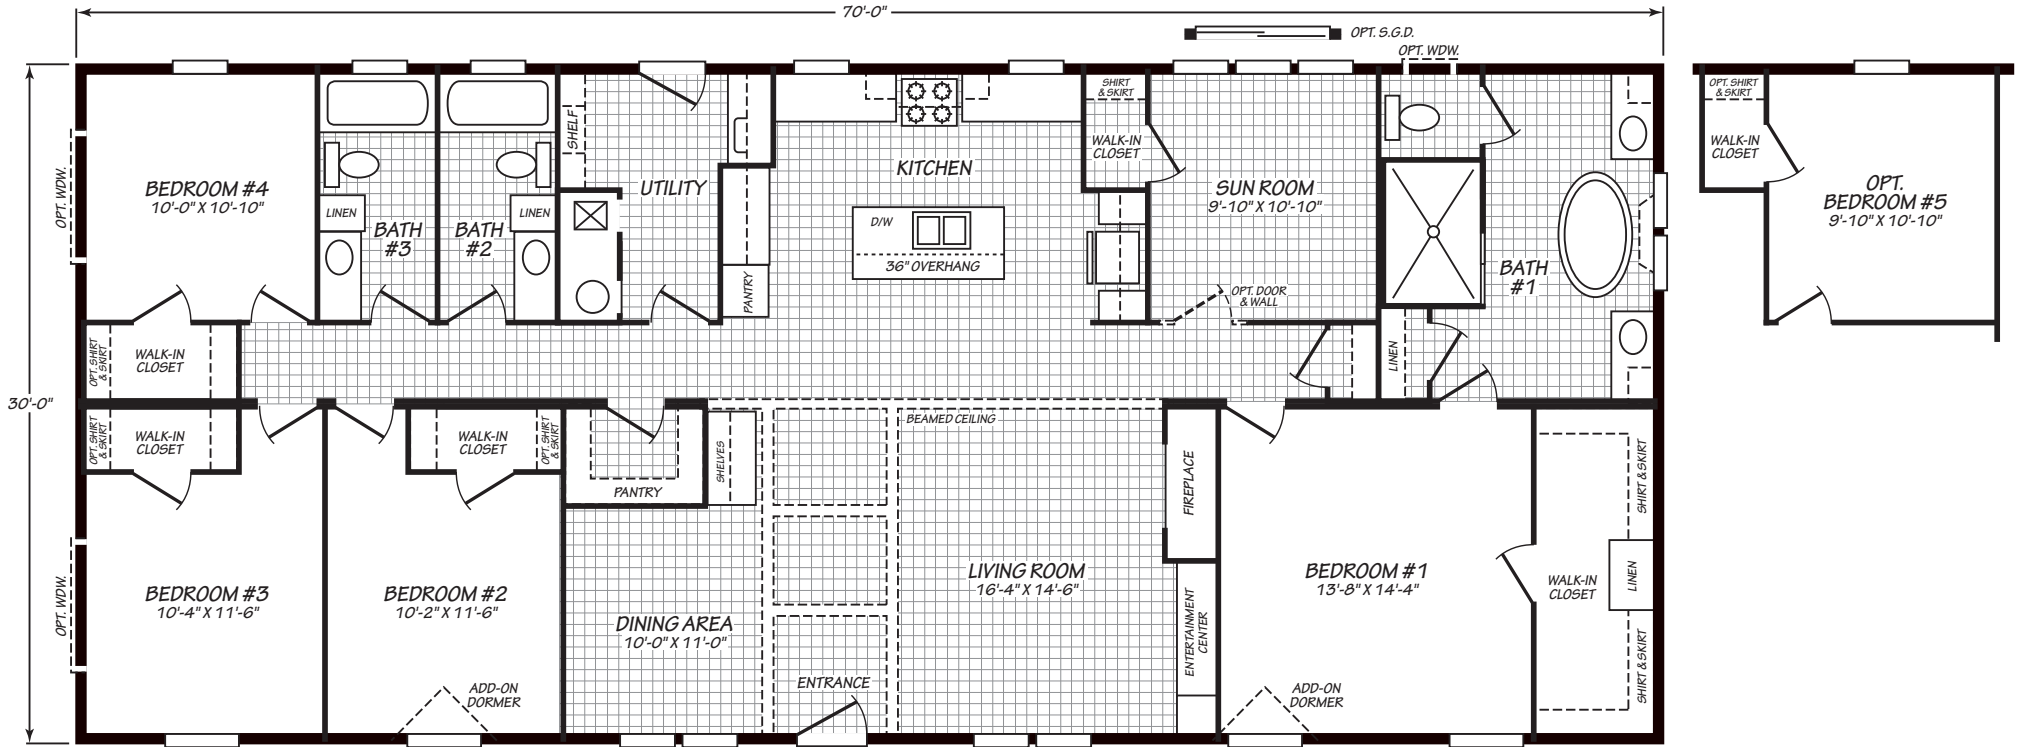 70'-0"
OPT. S.G.D.
OPT. WDW.
30'-0"
OPT. WDW.
BEDROOM #4
10'-0" X 10'-10"
LINEN
BATH
#3
LINEN
BATH
#2
SHELF
UTILITY
PANTRY
KITCHEN
D/W
36" OVERHANG
SHIRT
& SKIRT
WALK-IN
CLOSET
SUN ROOM
9'-10" X 10'-10"
OPT. DOOR
& WALL
BATH
#1
LINEN
OPT. SHIRT
& SKIRT
WALK-IN
CLOSET
OPT.
BEDROOM #5
9'-10" X 10'-10"
OPT. SHIRT
& SKIRT
WALK-IN
CLOSET
OPT. SHIRT
& SKIRT
WALK-IN
CLOSET
WALK-IN
CLOSET
OPT. SHIRT
& SKIRT
PANTRY
SHELVES
BEAMED CEILING
FIREPLACE
SHIRT & SKIRT
OPT. WDW.
BEDROOM #3
10'-4" X 11'-6"
BEDROOM #2
10'-2" X 11'-6"
DINING AREA
10'-0" X 11'-0"
LIVING ROOM
16'-4" X 14'-6"
ENTERTAINMENT
CENTER
BEDROOM #1
13'-8" X 14'-4"
WALK-IN
CLOSET
LINEN
SHIRT & SKIRT
ADD-ON
DORMER
ENTRANCE
ADD-ON
DORMER